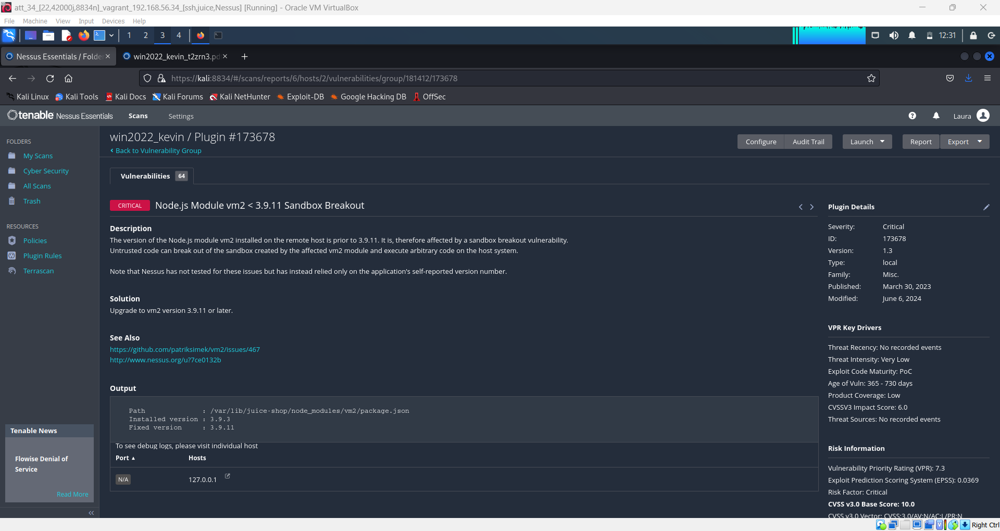 att_34_[22,42000j,8834n]_vagrant_192.168.56.34_[ssh,juice,Nessus] [Running] - Oracle VM VirtualBox
File Machine View Input Devices Help
1 2 3 4 12:31
Nessus Essentials / Folde win2022_kevin_t2zrn3.pd
https://kali:8834/#/scans/reports/6/hosts/2/vulnerabilities/group/181412/173678
Kali Linux Kali Tools Kali Docs Kali Forums Kali NetHunter Exploit-DB Google Hacking DB OffSec
tenable Nessus Essentials Scans Settings Laura
FOLDERS
My Scans
Cyber Security
All Scans
Trash
RESOURCES
Policies
Plugin Rules
Terrascan
Tenable News
Flowise Denial of
Service
Read More
win2022_kevin / Plugin #173678
Back to Vulnerability Group
Configure Audit Trail Launch Report Export
Vulnerabilities 64
CRITICAL Node.js Module vm2 < 3.9.11 Sandbox Breakout
Description
The version of the Node.js module vm2 installed on the remote host is prior to 3.9.11. It is, therefore affected by a sandbox breakout vulnerability.
Untrusted code can break out of the sandbox created by the affected vm2 module and execute arbitrary code on the host system.
Note that Nessus has not tested for these issues but has instead relied only on the application's self-reported version number.
Solution
Upgrade to vm2 version 3.9.11 or later.
See Also
https://github.com/patriksimek/vm2/issues/467
http://www.nessus.org/u?7ce0132b
Output
Path : /var/lib/juice-shop/node_modules/vm2/package.json
Installed version : 3.9.3
Fixed version : 3.9.11
To see debug logs, please visit individual host
Port Hosts
N/A 127.0.0.1
Plugin Details
Severity: Critical
ID: 173678
Version: 1.3
Type: local
Family: Misc.
Published: March 30, 2023
Modified: June 6, 2024
VPR Key Drivers
Threat Recency: No recorded events
Threat Intensity: Very Low
Exploit Code Maturity: PoC
Age of Vuln: 365 - 730 days
Product Coverage: Low
CVSSV3 Impact Score: 6.0
Threat Sources: No recorded events
Risk Information
Vulnerability Priority Rating (VPR): 7.3
Exploit Prediction Scoring System (EPSS): 0.0369
Risk Factor: Critical
CVSS v3.0 Base Score: 10.0
CVSS v3.0 Vector: CVSS:3.0/AV:N/AC:L/PR:N
Right Ctrl